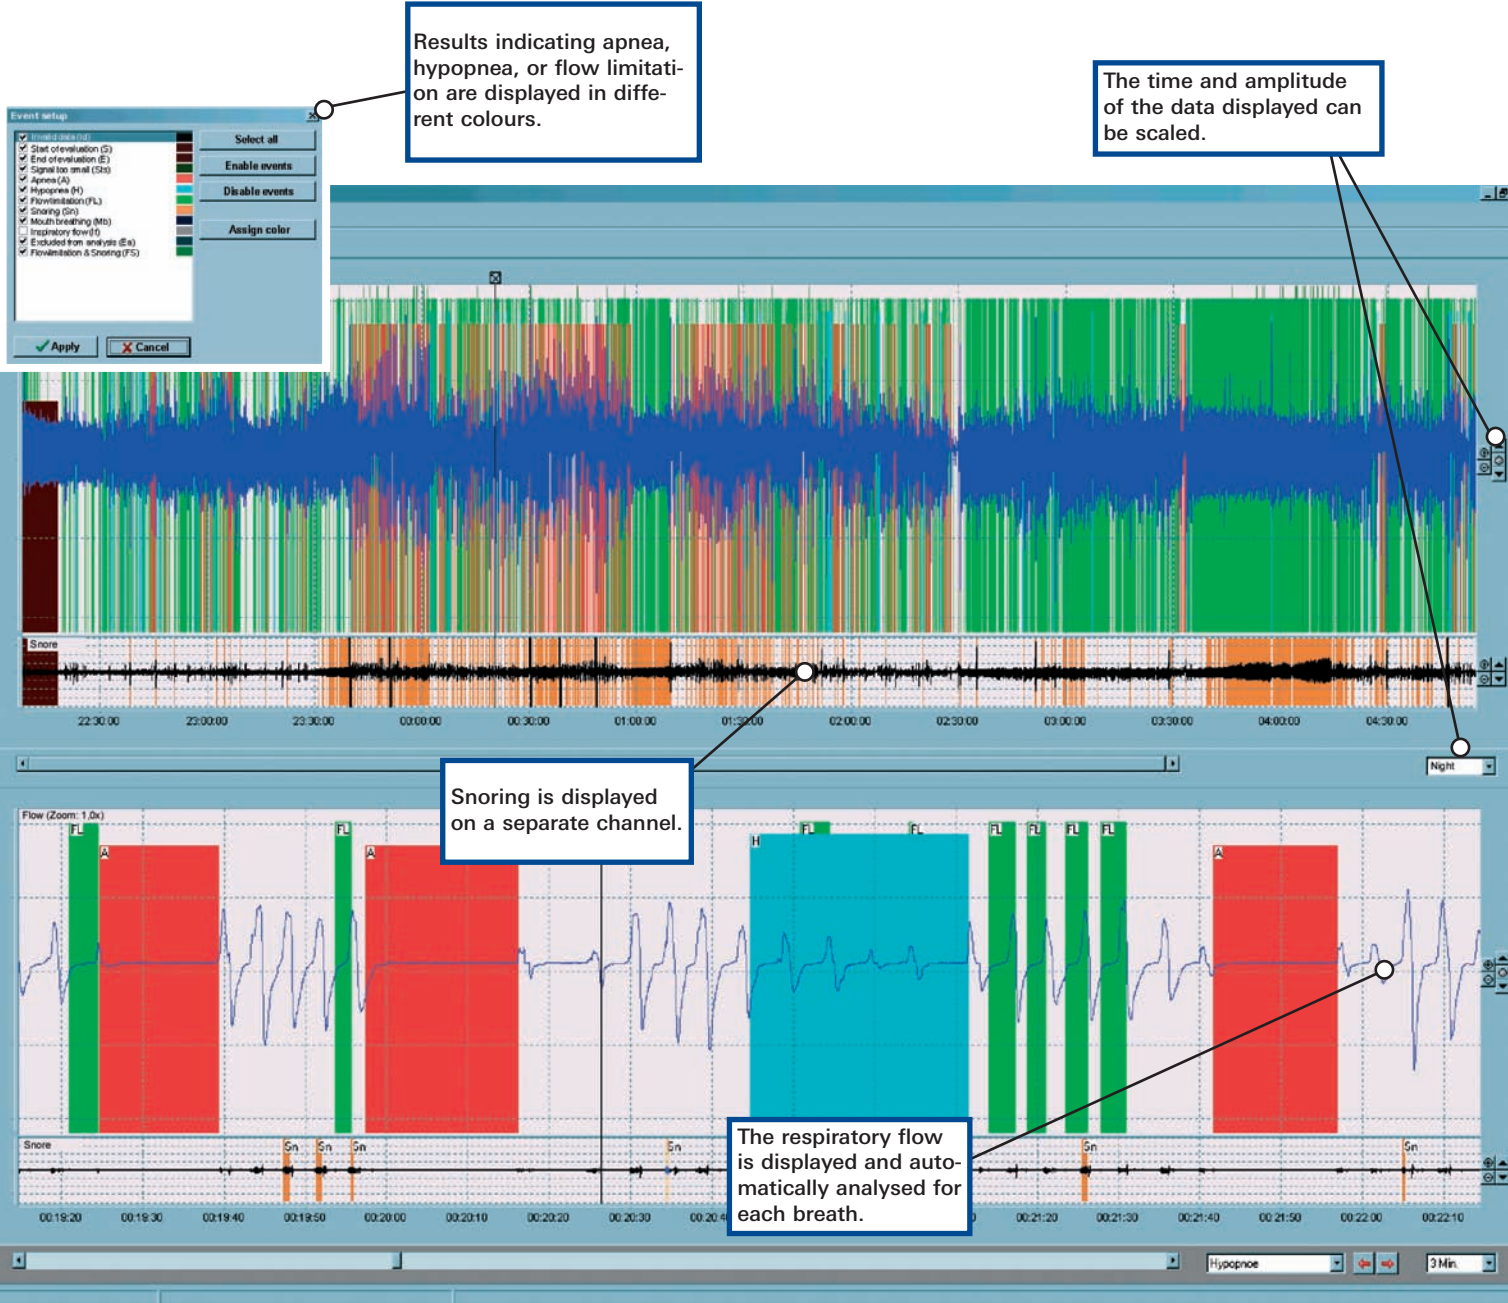 Results indicating apnea,
hypopnea, or flow limitati-
on are displayed in diffe-
rent colours.
The time and amplitude
of the data displayed can
be scaled.
Event setup
Invalid data (Id)
Start of evaluation (S)
End of evaluation (E)
Signal too small (Sts)
Apnea (A)
Hypopnea (H)
Flowlimitation (FL)
Snoring (Sn)
Mouth breathing (Mb)
Inspiratory flow (If)
Excluded from analysis (Ea)
Flowlimitation & Snoring (FS)
Select all
Enable events
Disable events
Assign color
Apply
Cancel
Snore
22:30:00 23:00:00 23:30:00 00:00:00 00:30:00 01:00:00 01:30:00 02:00:00 02:30:00 03:00:00 03:30:00 04:00:00 04:30:00
Night
Snoring is displayed
on a separate channel.
Flow (Zoom: 1,0x)
FL FL FL FL FL FL FL FL
A A H A
The respiratory flow
is displayed and auto-
matically analysed for
each breath.
Snore
Sn Sn Sn Sn Sn Sn
00:19:20 00:19:30 00:19:40 00:19:50 00:20:00 00:20:10 00:20:20 00:20:30 00:21:20 00:21:30 00:21:40 00:21:50 00:22:00 00:22:10
Hypopnoe
3 Min.